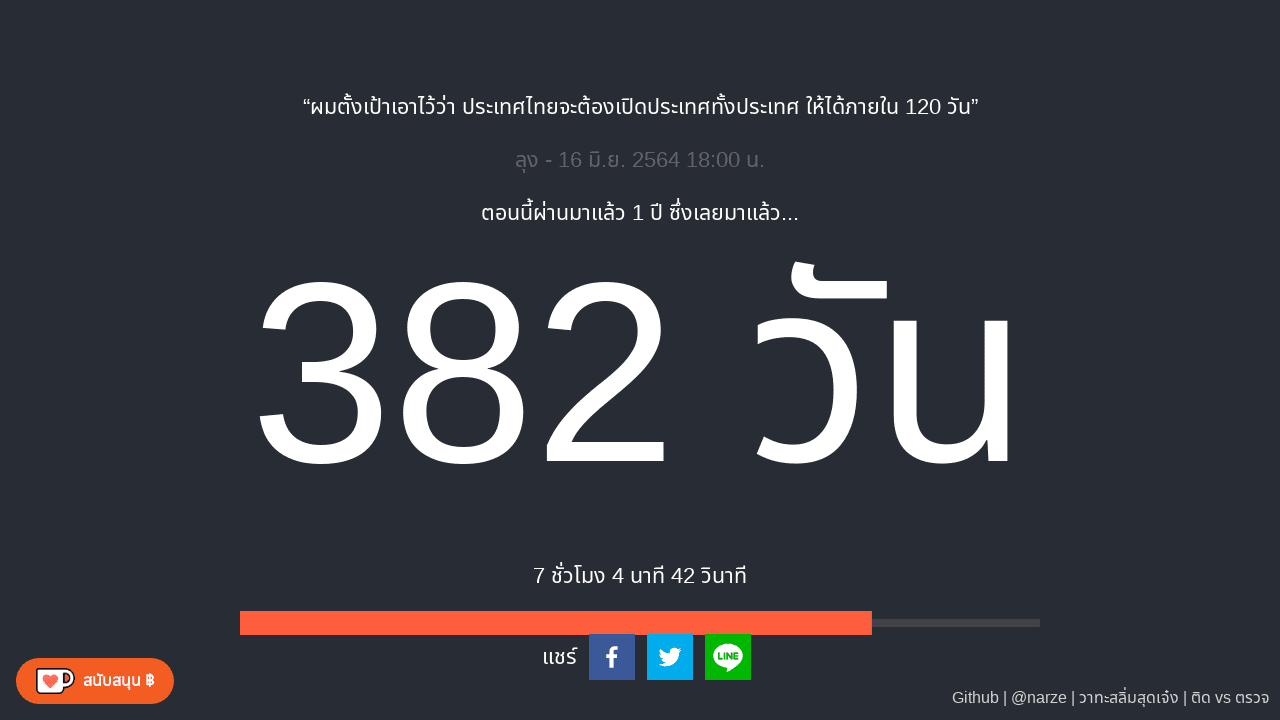 “ผมตั้งเป้าเอาไว้ว่า ประเทศไทยจะต้องเปิดประเทศทั้งประเทศ ให้ได้ภายใน 120 วัน”
ลุง - 16 มิ.ย. 2564 18:00 น.
ตอนนี้ผ่านมาแล้ว 1 ปี ซึ่งเลยมาแล้ว...
382 วัน
7 ชั่วโมง 4 นาที 42 วินาที
แชร์
LINE
สนับสนุน ฿
Github | @narze | วาทะสลิ่มสุดเจ๋ง | ติด vs ตรวจ